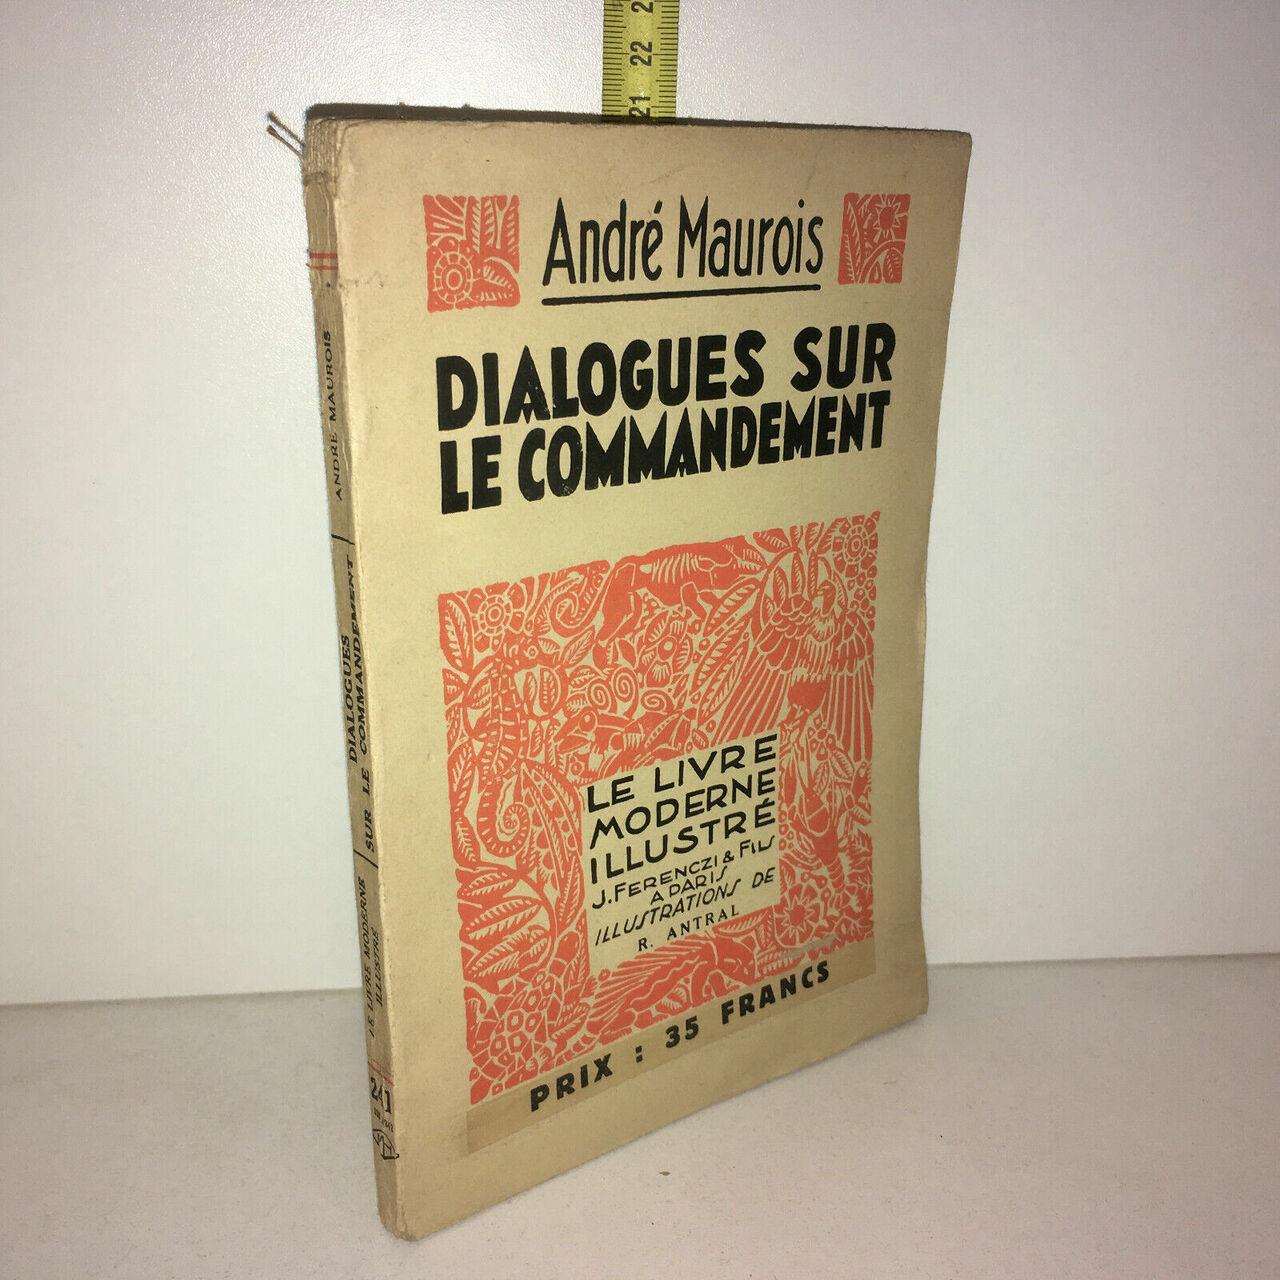 22
21
André Maurois
DIALOGUES SUR
LE COMMANDEMENT
LE LIVRE
MODERNE
ILLUSTRÉ
J. FERENCZI & FILS
A PARIS
ILLUSTRATIONS DE
R. ANTRAL
PRIX : 35 FRANCS
ANDRÉ MAUROIS
DIALOGUES
SUR LE COMMANDEMENT
LE LIVRE MODERNE
ILLUSTRÉ
241